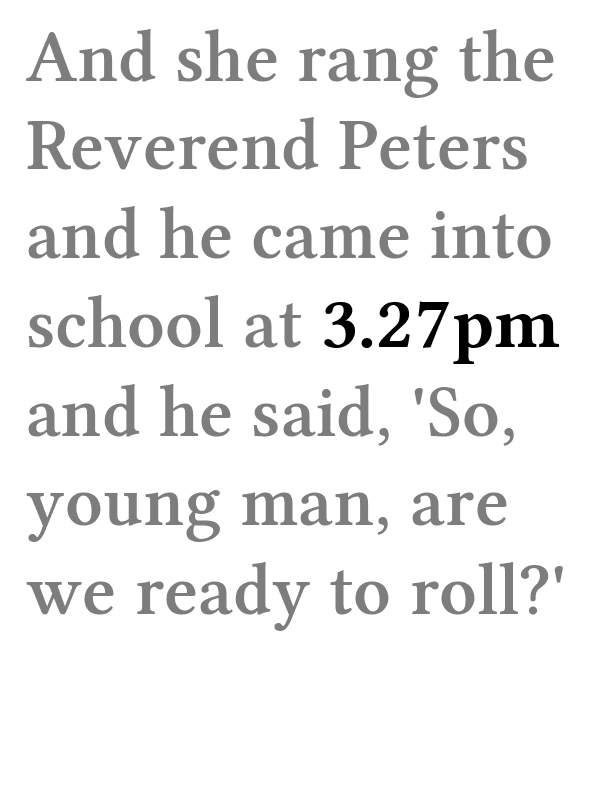 And she rang the
Reverend Peters
and he came into
school at 3.27pm
and he said, 'So,
young man, are
we ready to roll?'